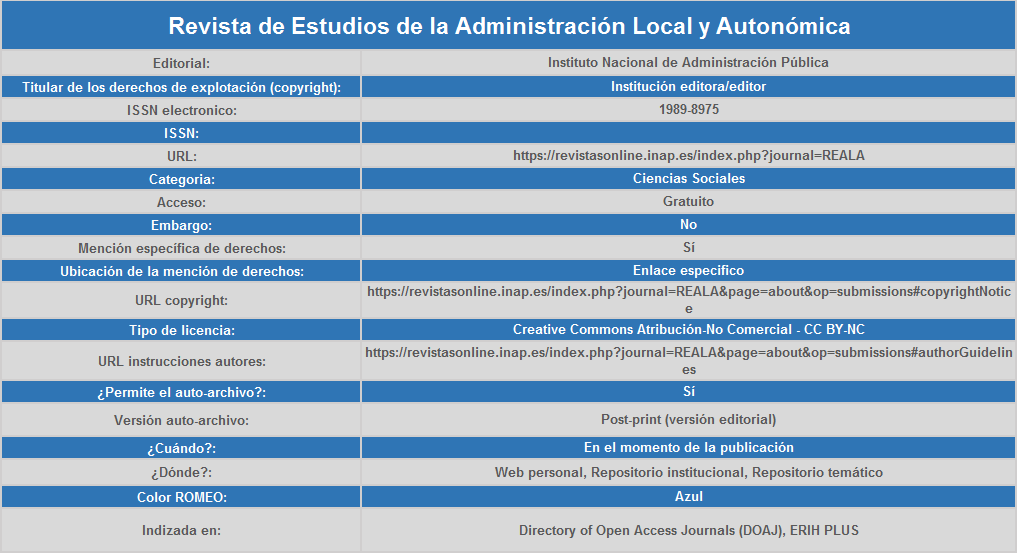 Revista de Estudios de la Administración Local y Autonómica
Editorial: Instituto Nacional de Administración Pública
Titular de los derechos de explotación (copyright): Institución editora/editor
ISSN electronico: 1989-8975
ISSN:
URL: https://revistasonline.inap.es/index.php?journal=REALA
Categoria: Ciencias Sociales
Acceso: Gratuito
Embargo: No
Mención específica de derechos: Sí
Ubicación de la mención de derechos: Enlace especifico
URL copyright: https://revistasonline.inap.es/index.php?journal=REALA&page=about&op=submissions#copyrightNotic
e
Tipo de licencia: Creative Commons Atribución-No Comercial - CC BY-NC
URL instrucciones autores: https://revistasonline.inap.es/index.php?journal=REALA&page=about&op=submissions#authorGuidelin
es
¿Permite el auto-archivo?: Sí
Versión auto-archivo: Post-print (versión editorial)
¿Cuándo?: En el momento de la publicación
¿Dónde?: Web personal, Repositorio institucional, Repositorio temático
Color ROMEO: Azul
Indizada en: Directory of Open Access Journals (DOAJ), ERIH PLUS